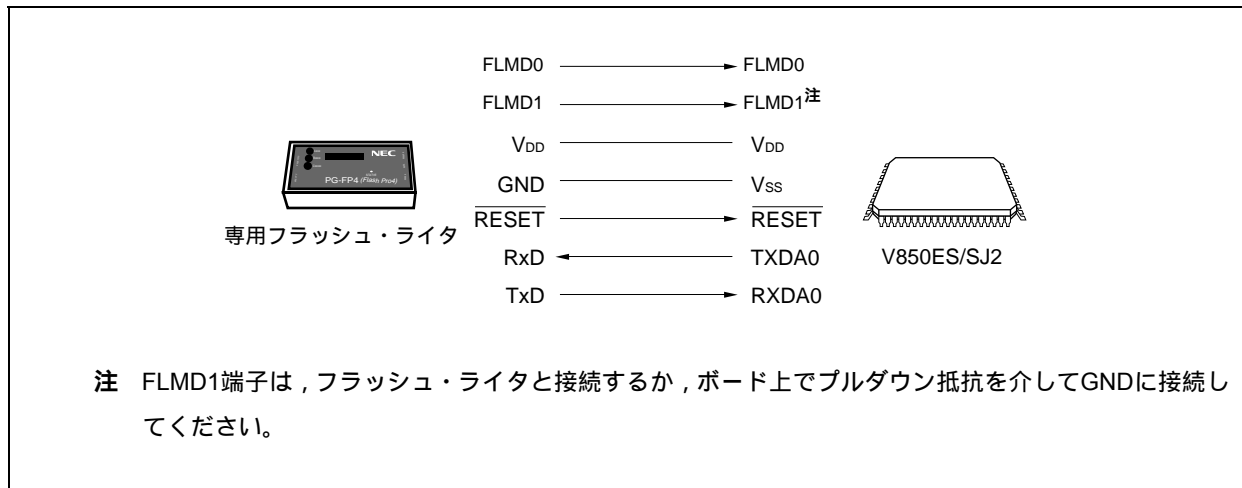 FLMD0 FLMD0
FLMD1 FLMD1注
VDD VDD
NEC
PG-FP4 (Flash Pro4)
GND VSS
RESET RESET
専用フラッシュ・ライタ
RxD TXDA0
V850ES/SJ2
TxD RXDA0
注 FLMD1端子は，フラッシュ・ライタと接続するか，ボード上でプルダウン抵抗を介してGNDに接続し
てください。